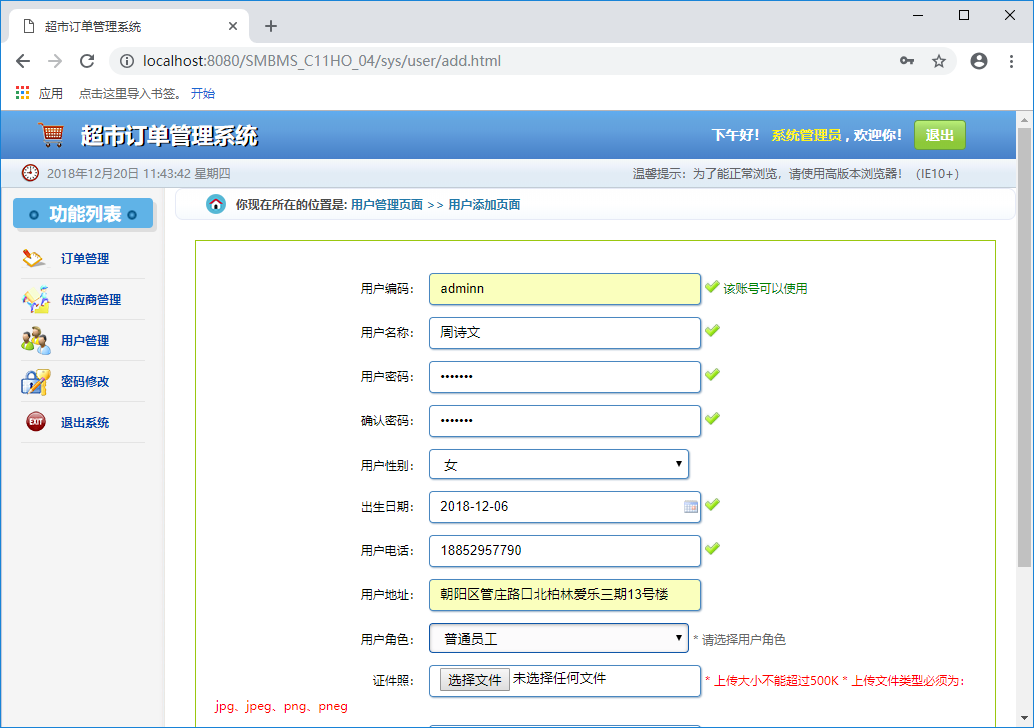 超市订单管理系统
localhost:8080/SMBMS_C11HO_04/sys/user/add.html
应用 点击这里导入书签。 开始
超市订单管理系统
下午好！ 系统管理员 , 欢迎你！ 退出
2018年12月20日 11:43:42 星期四
温馨提示：为了能正常浏览，请使用高版本浏览器！（IE10+）
功能列表
订单管理
供应商管理
用户管理
密码修改
EXIT 退出系统
你现在所在的位置是: 用户管理页面 >> 用户添加页面
用户编码： adminn 该账号可以使用
用户名称： 周诗文
用户密码： •••••••
确认密码： •••••••
用户性别： 女
出生日期： 2018-12-06
用户电话： 18852957790
用户地址： 朝阳区管庄路口北柏林爱乐三期13号楼
用户角色： 普通员工 * 请选择用户角色
证件照： 选择文件 未选择任何文件 * 上传大小不能超过500K * 上传文件类型必须为：
jpg、jpeg、png、pneg